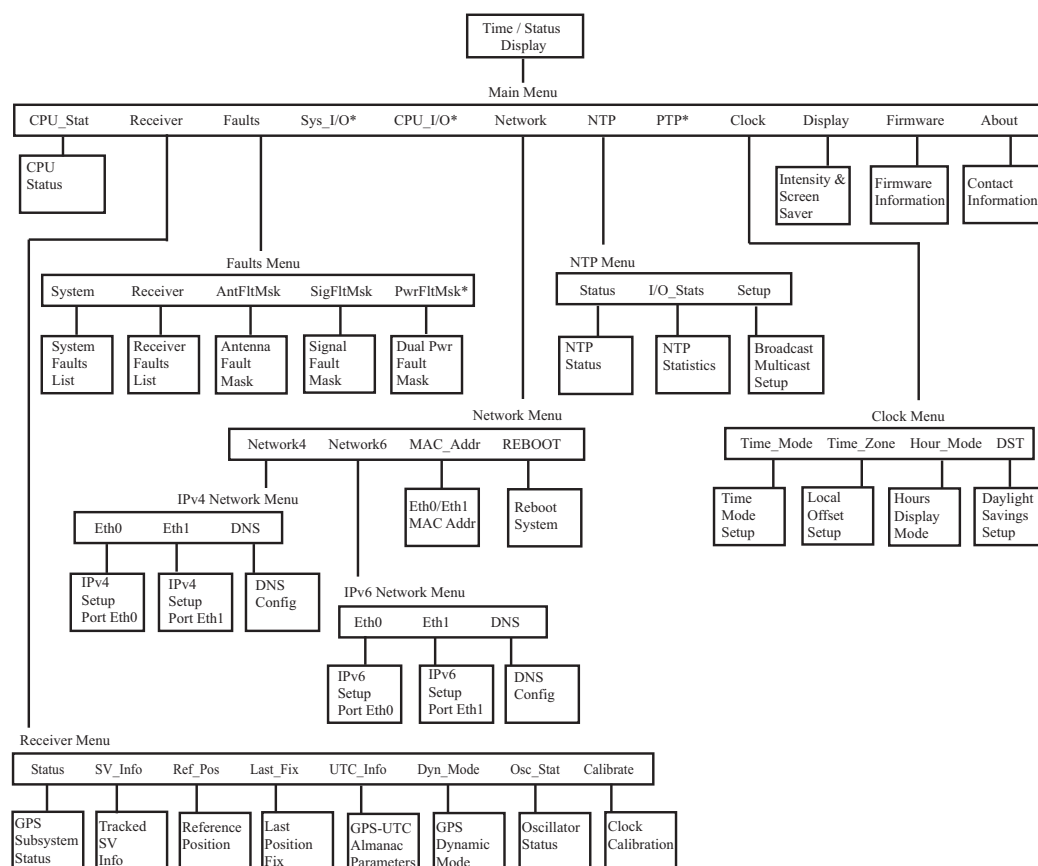 Time / Status
Display
Main Menu
CPU_Stat Receiver Faults Sys_I/O* CPU_I/O* Network NTP PTP* Clock Display Firmware About
CPU
Status
Intensity &
Screen
Saver
Firmware
Information
Contact
Information
Faults Menu
System Receiver AntFltMsk SigFltMsk PwrFltMsk*
System
Faults
List
Receiver
Faults
List
Antenna
Fault
Mask
Signal
Fault
Mask
Dual Pwr
Fault
Mask
NTP Menu
Status I/O_Stats Setup
NTP
Status
NTP
Statistics
Broadcast
Multicast
Setup
Network Menu
Network4 Network6 MAC_Addr REBOOT
Eth0/Eth1
MAC Addr
Reboot
System
Clock Menu
Time_Mode Time_Zone Hour_Mode DST
Time
Mode
Setup
Local
Offset
Setup
Hours
Display
Mode
Daylight
Savings
Setup
IPv4 Network Menu
Eth0 Eth1 DNS
IPv4
Setup
Port Eth0
IPv4
Setup
Port Eth1
DNS
Config
IPv6 Network Menu
Eth0 Eth1 DNS
IPv6
Setup
Port Eth0
IPv6
Setup
Port Eth1
DNS
Config
Receiver Menu
Status SV_Info Ref_Pos Last_Fix UTC_Info Dyn_Mode Osc_Stat Calibrate
GPS
Subsystem
Status
Tracked
SV
Info
Reference
Position
Last
Position
Fix
GPS-UTC
Almanac
Parameters
GPS
Dynamic
Mode
Oscillator
Status
Clock
Calibration